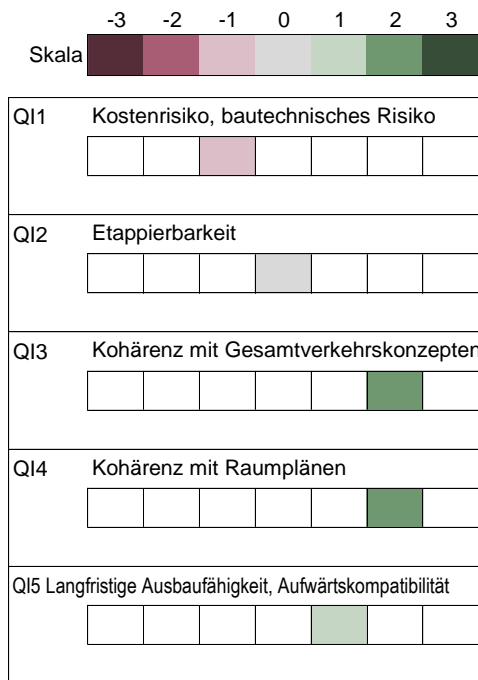 -3 -2 -1 0 1 2 3
Skala
QI1 Kostenrisiko, bautechnisches Risiko
QI2 Etappierbarkeit
QI3 Kohärenz mit Gesamtverkehrskonzepten
QI4 Kohärenz mit Raumplänen
QI5 Langfristige Ausbaufähigkeit, Aufwärtskompatibilität